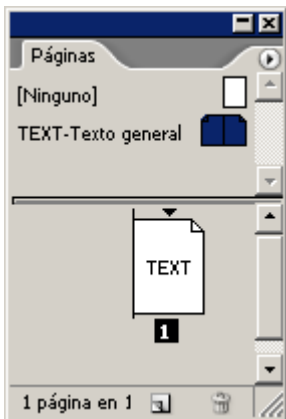 Páginas
[Ninguno]
TEXT-Texto general
TEXT
1
1 página en 1